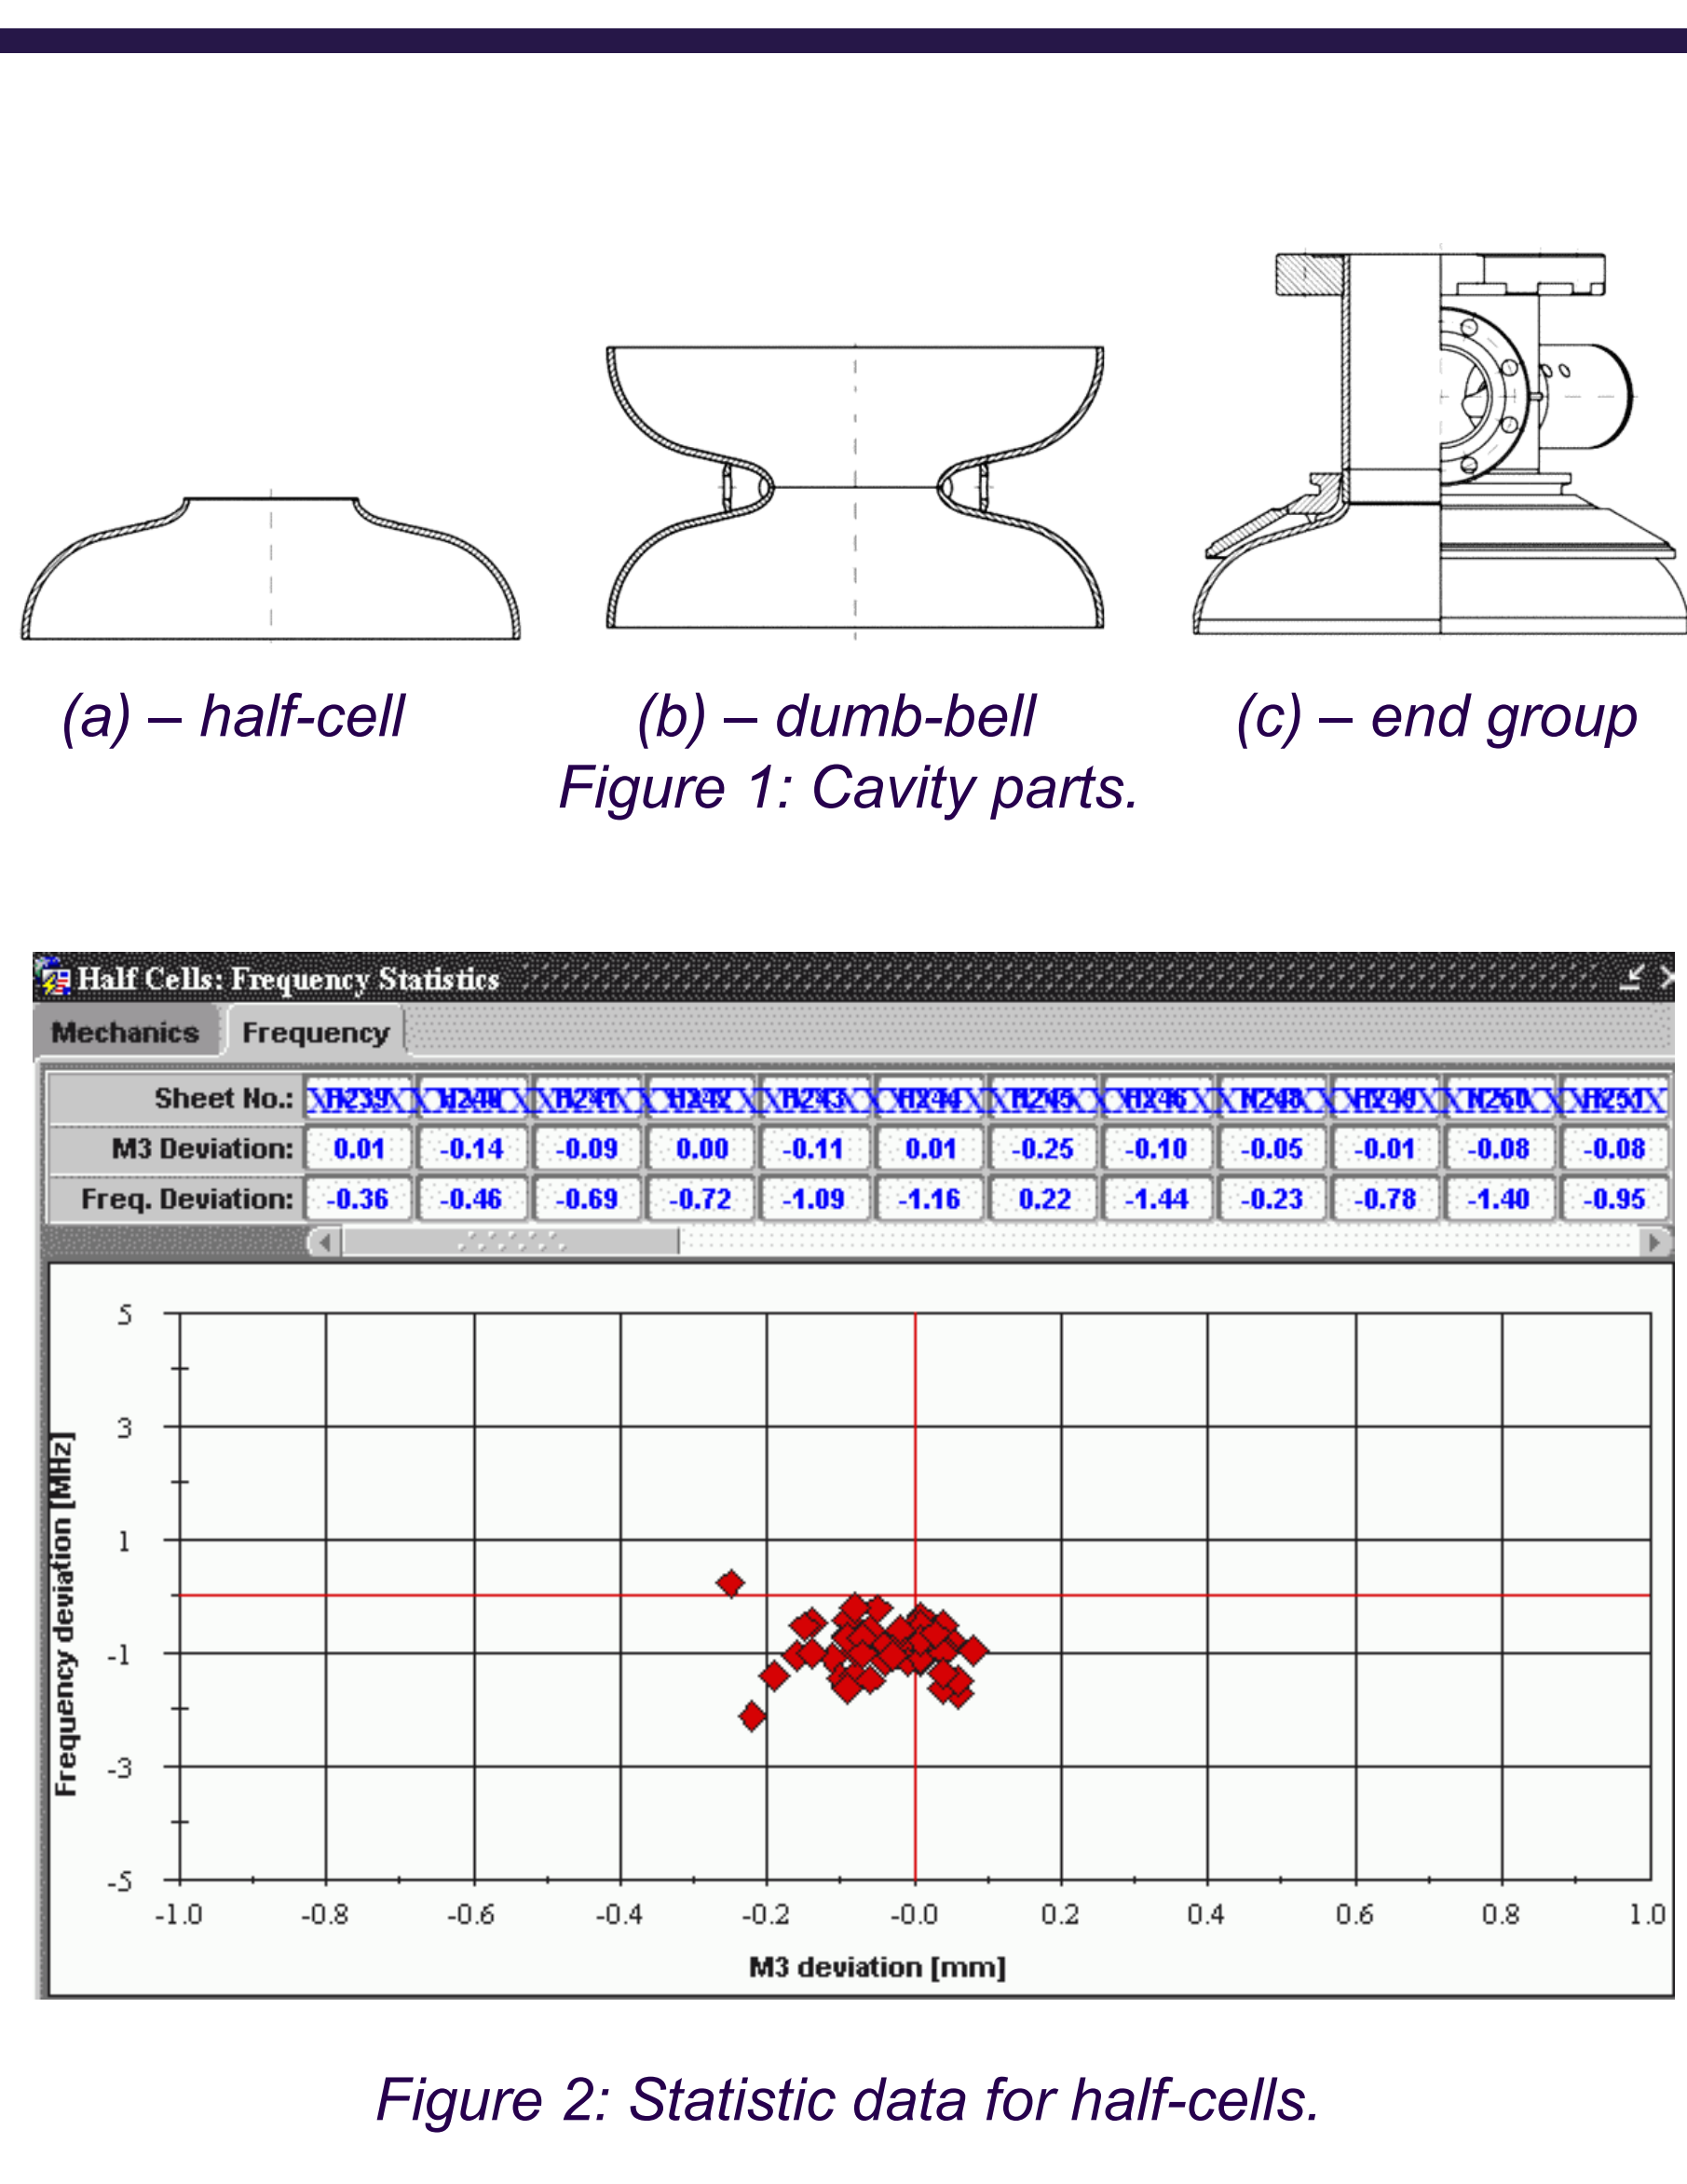 (a) – half-cell (b) – dumb-bell (c) – end group
Figure 1: Cavity parts.
Half Cells: Frequency Statistics
Mechanics Frequency
Sheet No.:
M3 Deviation: 0.01 -0.14 -0.09 0.00 -0.11 0.01 -0.25 -0.10 -0.05 -0.01 -0.08 -0.08
Freq. Deviation: -0.36 -0.46 -0.69 -0.72 -1.09 -1.16 0.22 -1.44 -0.23 -0.78 -1.40 -0.95
Frequency deviation [MHz]
5
3
1
-1
-3
-5
-1.0 -0.8 -0.6 -0.4 -0.2 -0.0 0.2 0.4 0.6 0.8 1.0
M3 deviation [mm]
Figure 2: Statistic data for half-cells.